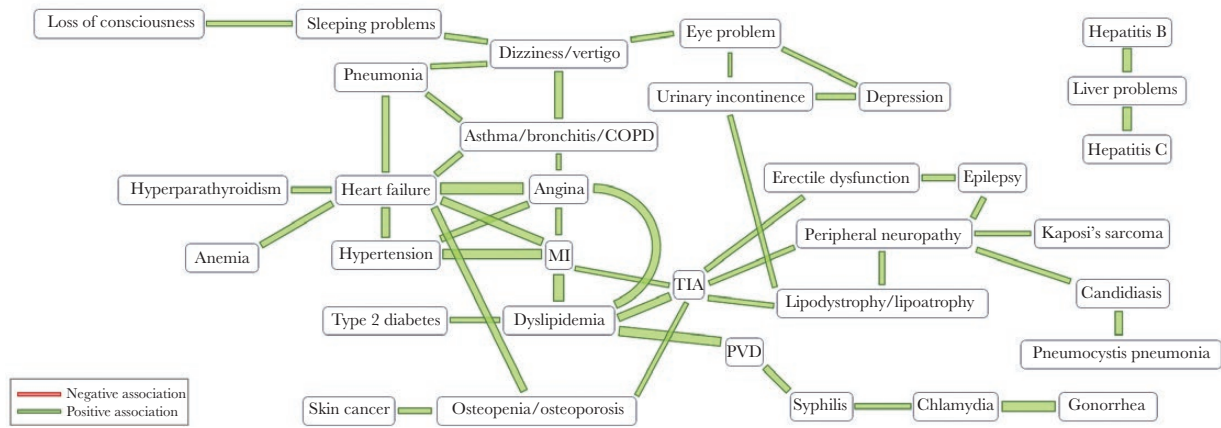 Loss of consciousness
Sleeping problems
Dizziness/vertigo
Eye problem
Hepatitis B
Pneumonia
Urinary incontinence
Depression
Liver problems
Asthma/bronchitis/COPD
Hepatitis C
Hyperparathyroidism
Heart failure
Angina
Erectile dysfunction
Epilepsy
Anemia
Hypertension
MI
Peripheral neuropathy
Kaposi's sarcoma
TIA
Lipodystrophy/lipoatrophy
Candidiasis
Type 2 diabetes
Dyslipidemia
PVD
Pneumocystis pneumonia
Negative association
Positive association
Skin cancer
Osteopenia/osteoporosis
Syphilis
Chlamydia
Gonorrhea